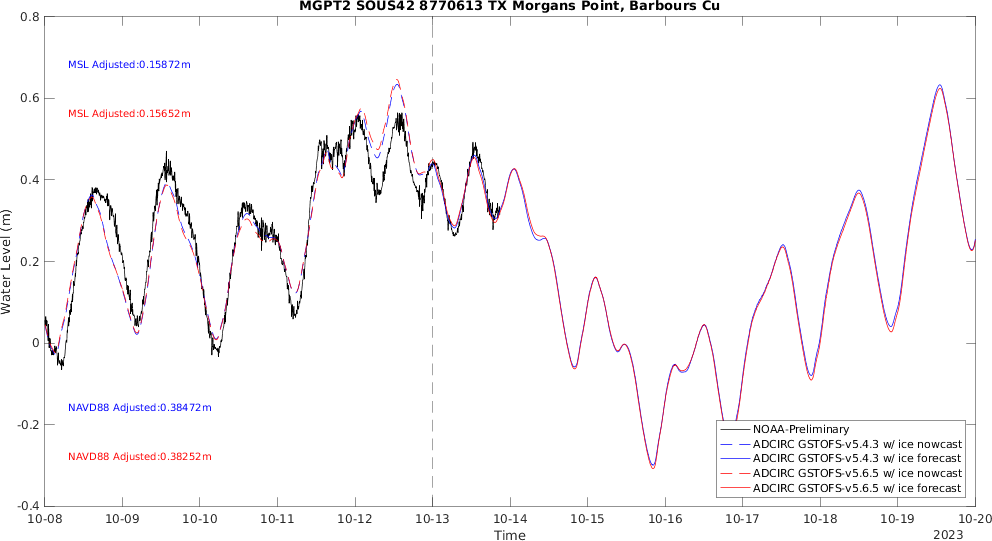 MGPT2 SOUS42 8770613 TX Morgans Point, Barbours Cu
0.8
0.6
0.4
0.2
0
-0.2
-0.4
Water Level (m)
MSL Adjusted:0.15872m
MSL Adjusted:0.15652m
NAVD88 Adjusted:0.38472m
NAVD88 Adjusted:0.38252m
NOAA-Preliminary
ADCIRC GSTOFS-v5.4.3 w/ ice nowcast
ADCIRC GSTOFS-v5.4.3 w/ ice forecast
ADCIRC GSTOFS-v5.6.5 w/ ice nowcast
ADCIRC GSTOFS-v5.6.5 w/ ice forecast
10-08 10-09 10-10 10-11 10-12 10-13 10-14 10-15 10-16 10-17 10-18 10-19 10-20
Time
2023